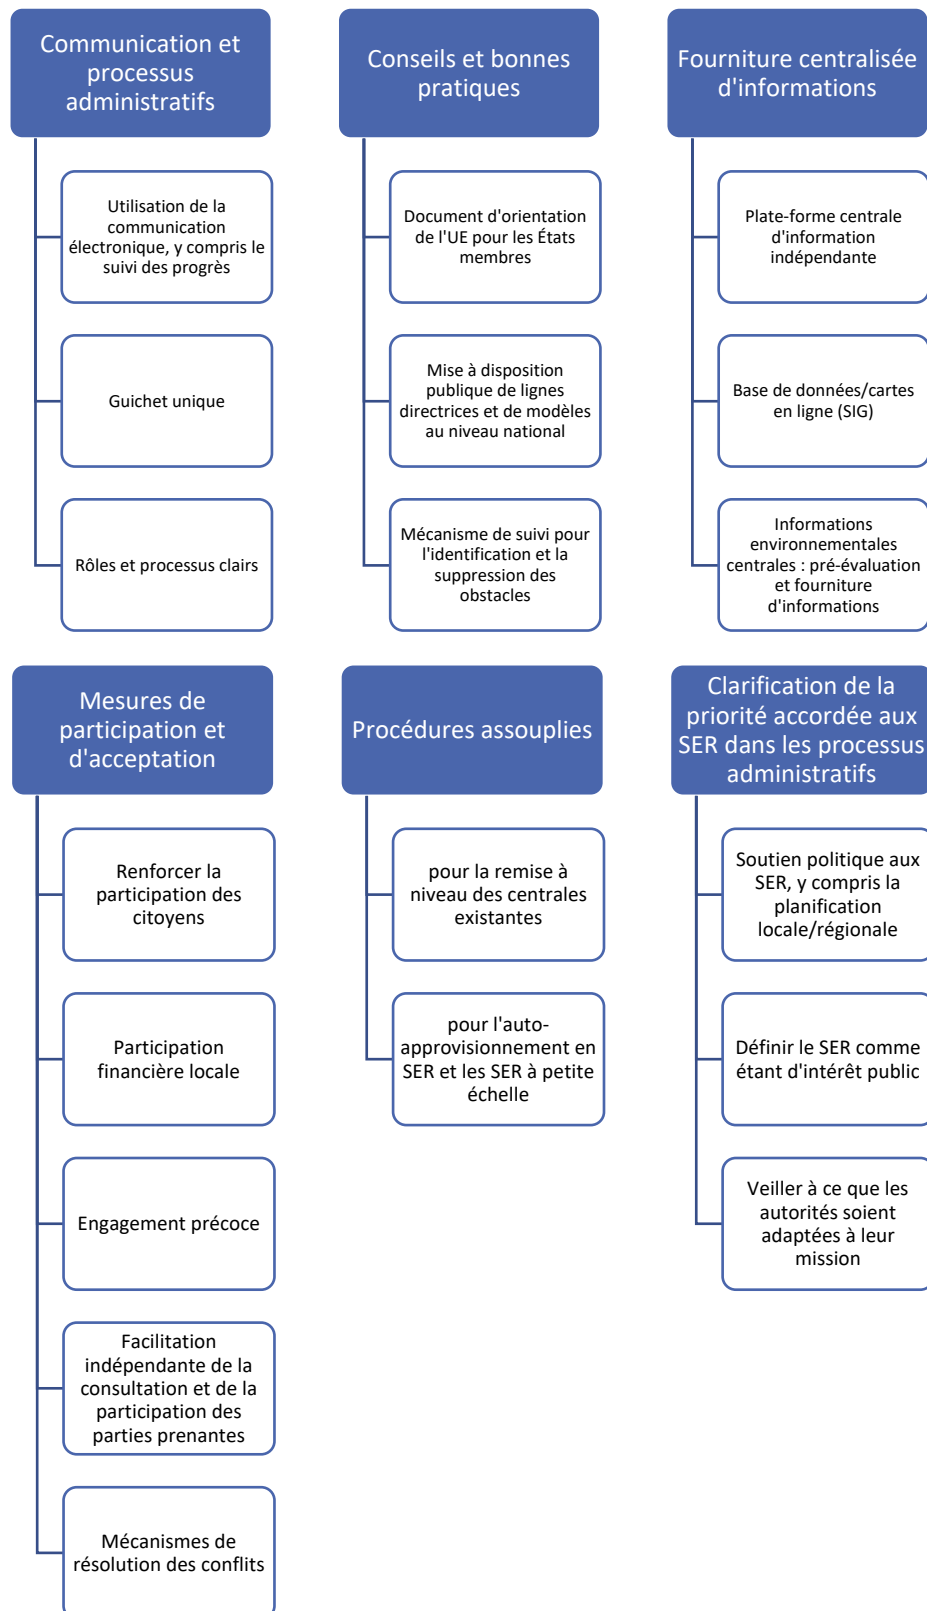 Communication et
processus
administratifs
Utilisation de la
communication
électronique, y compris le
suivi des progrès
Guichet unique
Rôles et processus clairs
Conseils et bonnes
pratiques
Document d'orientation
de l'UE pour les États
membres
Mise à disposition
publique de lignes
directrices et de modèles
au niveau national
Mécanisme de suivi pour
l'identification et la
suppression des
obstacles
Fourniture centralisée
d'informations
Plate-forme centrale
d'information
indépendante
Base de données/cartes
en ligne (SIG)
Informations
environnementales
centrales : pré-évaluation
et fourniture
d'informations
Mesures de
participation et
d'acceptation
Renforcer la
participation des
citoyens
Participation
financière locale
Engagement précoce
Facilitation
indépendante de la
consultation et de la
participation des
parties prenantes
Mécanismes de
résolution des conflits
Procédures assouplies
pour la remise à
niveau des centrales
existantes
pour l'auto-
approvisionnement en
SER et les SER à petite
échelle
Clarification de la
priorité accordée aux
SER dans les processus
administratifs
Soutien politique aux
SER, y compris la
planification
locale/régionale
Définir le SER comme
étant d'intérêt public
Veiller à ce que les
autorités soient
adaptées à leur
mission